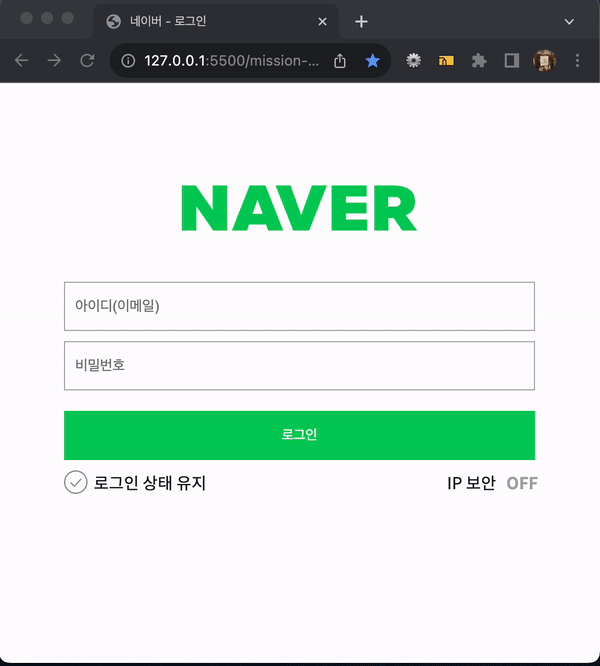 네이버 - 로그인
127.0.0.1:5500/mission-...
NAVER
아이디(이메일)
비밀번호
로그인
로그인 상태 유지
IP 보안 OFF